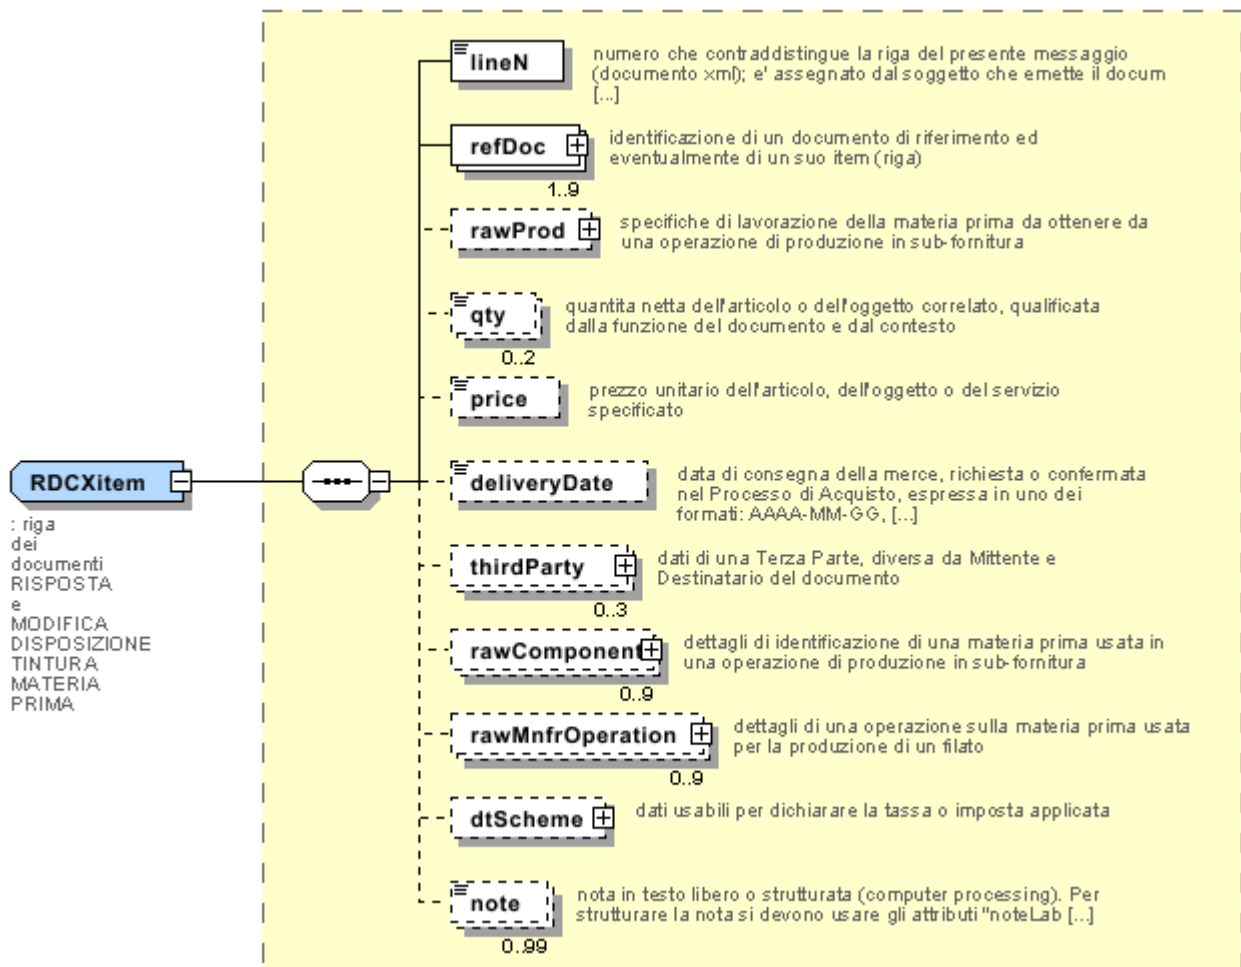 lineN
numero che contraddistingue la riga del presente messaggio
(documento xml); e' assegnato dal soggetto che emette il docum
[...]
refDoc
identificazione di un documento di riferimento ed
eventualmente di un suo item (riga)
1..9
rawProd
specifiche di lavorazione della materia prima da ottenere da
una operazione di produzione in sub-fornitura
qty
quantita netta dell'articolo o dell'oggetto correlato, qualificata
dalla funzione del documento e dal contesto
0..2
price
prezzo unitario dell'articolo, dell'oggetto o del servizio
specificato
RDCXitem
: riga
dei
documenti
RISPOSTA
e
MODIFICA
DISPOSIZIONE
TINTURA
MATERIA
PRIMA
deliveryDate
data di consegna della merce, richiesta o confermata
nel Processo di Acquisto, espressa in uno dei
formati: AAAA-MM-GG, [...]
thirdParty
dati di una Terza Parte, diversa da Mittente e
Destinatario del documento
0..3
rawComponent
dettagli di identificazione di una materia prima usata in
una operazione di produzione in sub-fornitura
0..9
rawMnfrOperation
dettagli di una operazione sulla materia prima usata
per la produzione di un filato
0..9
dtScheme
dati usabili per dichiarare la tassa o imposta applicata
note
nota in testo libero o strutturata (computer processing). Per
strutturare la nota si devono usare gli attributi "noteLab [...]
0..99